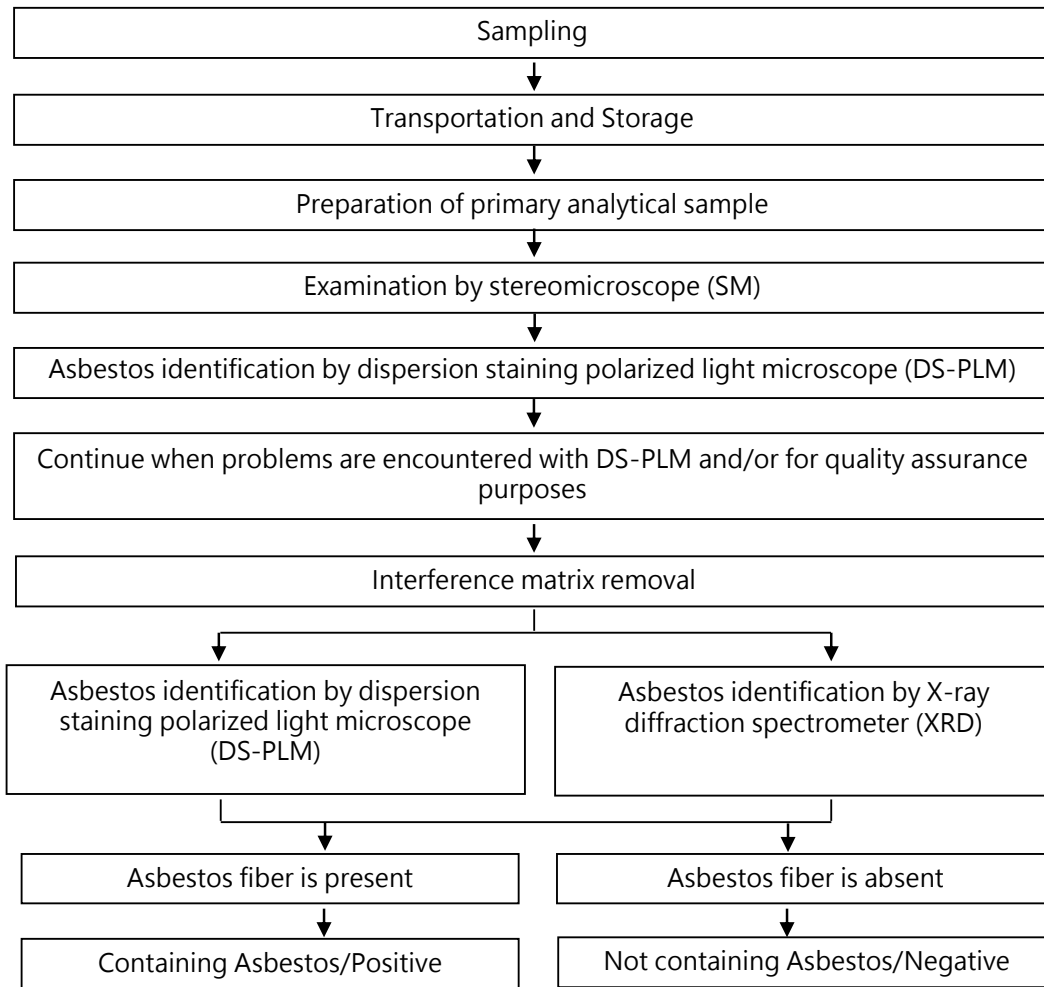 Sampling
Transportation and Storage
Preparation of primary analytical sample
Examination by stereomicroscope (SM)
Asbestos identification by dispersion staining polarized light microscope (DS-PLM)
Continue when problems are encountered with DS-PLM and/or for quality assurance
purposes
Interference matrix removal
Asbestos identification by dispersion
staining polarized light microscope
(DS-PLM)
Asbestos identification by X-ray
diffraction spectrometer (XRD)
Asbestos fiber is present
Asbestos fiber is absent
Containing Asbestos/Positive
Not containing Asbestos/Negative